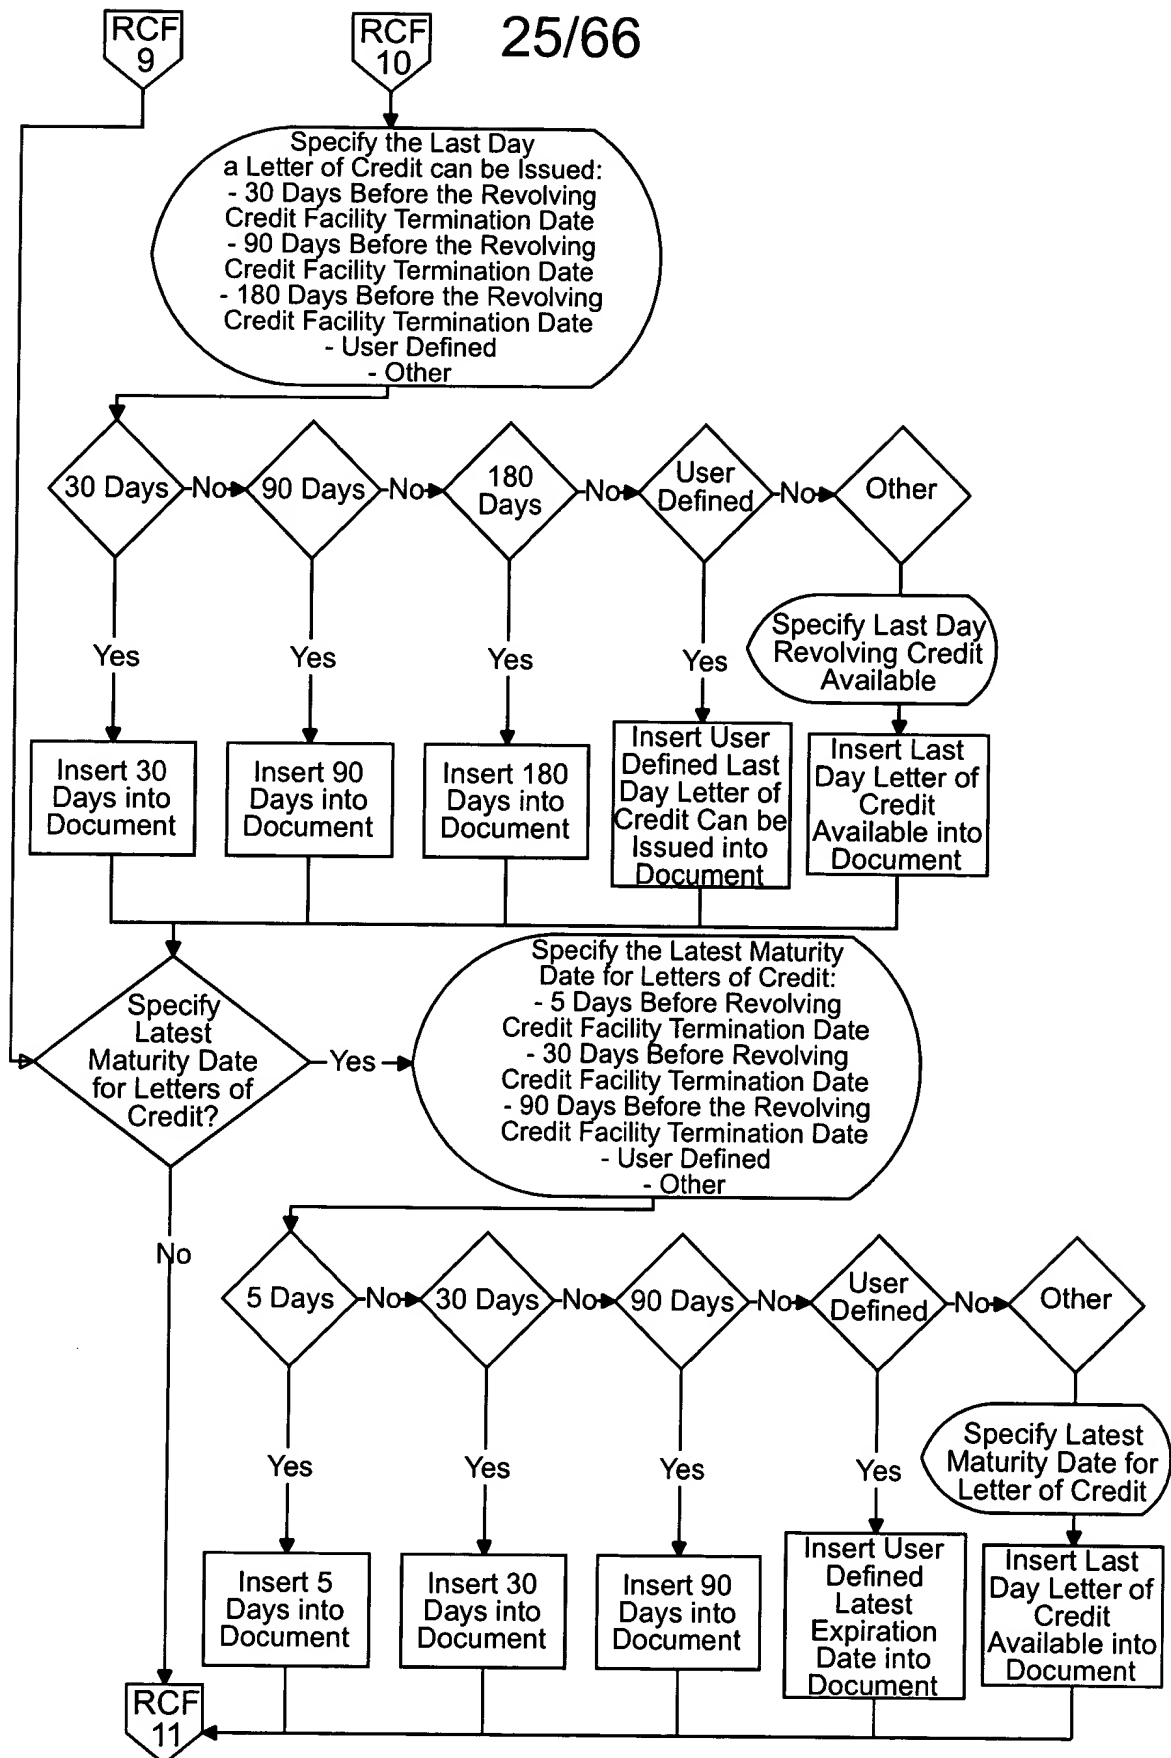 RCF
9
RCF
10
25/66
Specify the Last Day
a Letter of Credit can be Issued:
- 30 Days Before the Revolving
Credit Facility Termination Date
- 90 Days Before the Revolving
Credit Facility Termination Date
- 180 Days Before the Revolving
Credit Facility Termination Date
- User Defined
- Other
30 Days
No
90 Days
No
180
Days
No
User
Defined
No
Other
Yes
Yes
Yes
Yes
Specify Last Day
Revolving Credit
Available
Insert 30
Days into
Document
Insert 90
Days into
Document
Insert 180
Days into
Document
Insert User
Defined Last
Day Letter of
Credit Can be
Issued into
Document
Insert Last
Day Letter of
Credit
Available into
Document
Specify
Latest
Maturity Date
for Letters of
Credit?
Yes
No
Specify the Latest Maturity
Date for Letters of Credit:
- 5 Days Before Revolving
Credit Facility Termination Date
- 30 Days Before Revolving
Credit Facility Termination Date
- 90 Days Before the Revolving
Credit Facility Termination Date
- User Defined
- Other
5 Days
No
30 Days
No
90 Days
No
User
Defined
No
Other
Yes
Yes
Yes
Yes
Specify Latest
Maturity Date for
Letter of Credit
Insert 5
Days into
Document
Insert 30
Days into
Document
Insert 90
Days into
Document
Insert User
Defined
Latest
Expiration
Date into
Document
Insert Last
Day Letter of
Credit
Available into
Document
RCF
11